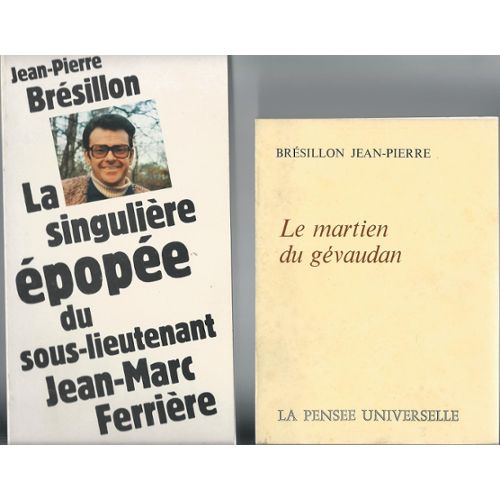 Jean-Pierre
Brésillon
La
singulière
épopée
du
sous-lieutenant
Jean-Marc
Ferrière
BRÉSILLON JEAN-PIERRE
Le martien
du gévaudan
LA PENSEE UNIVERSELLE